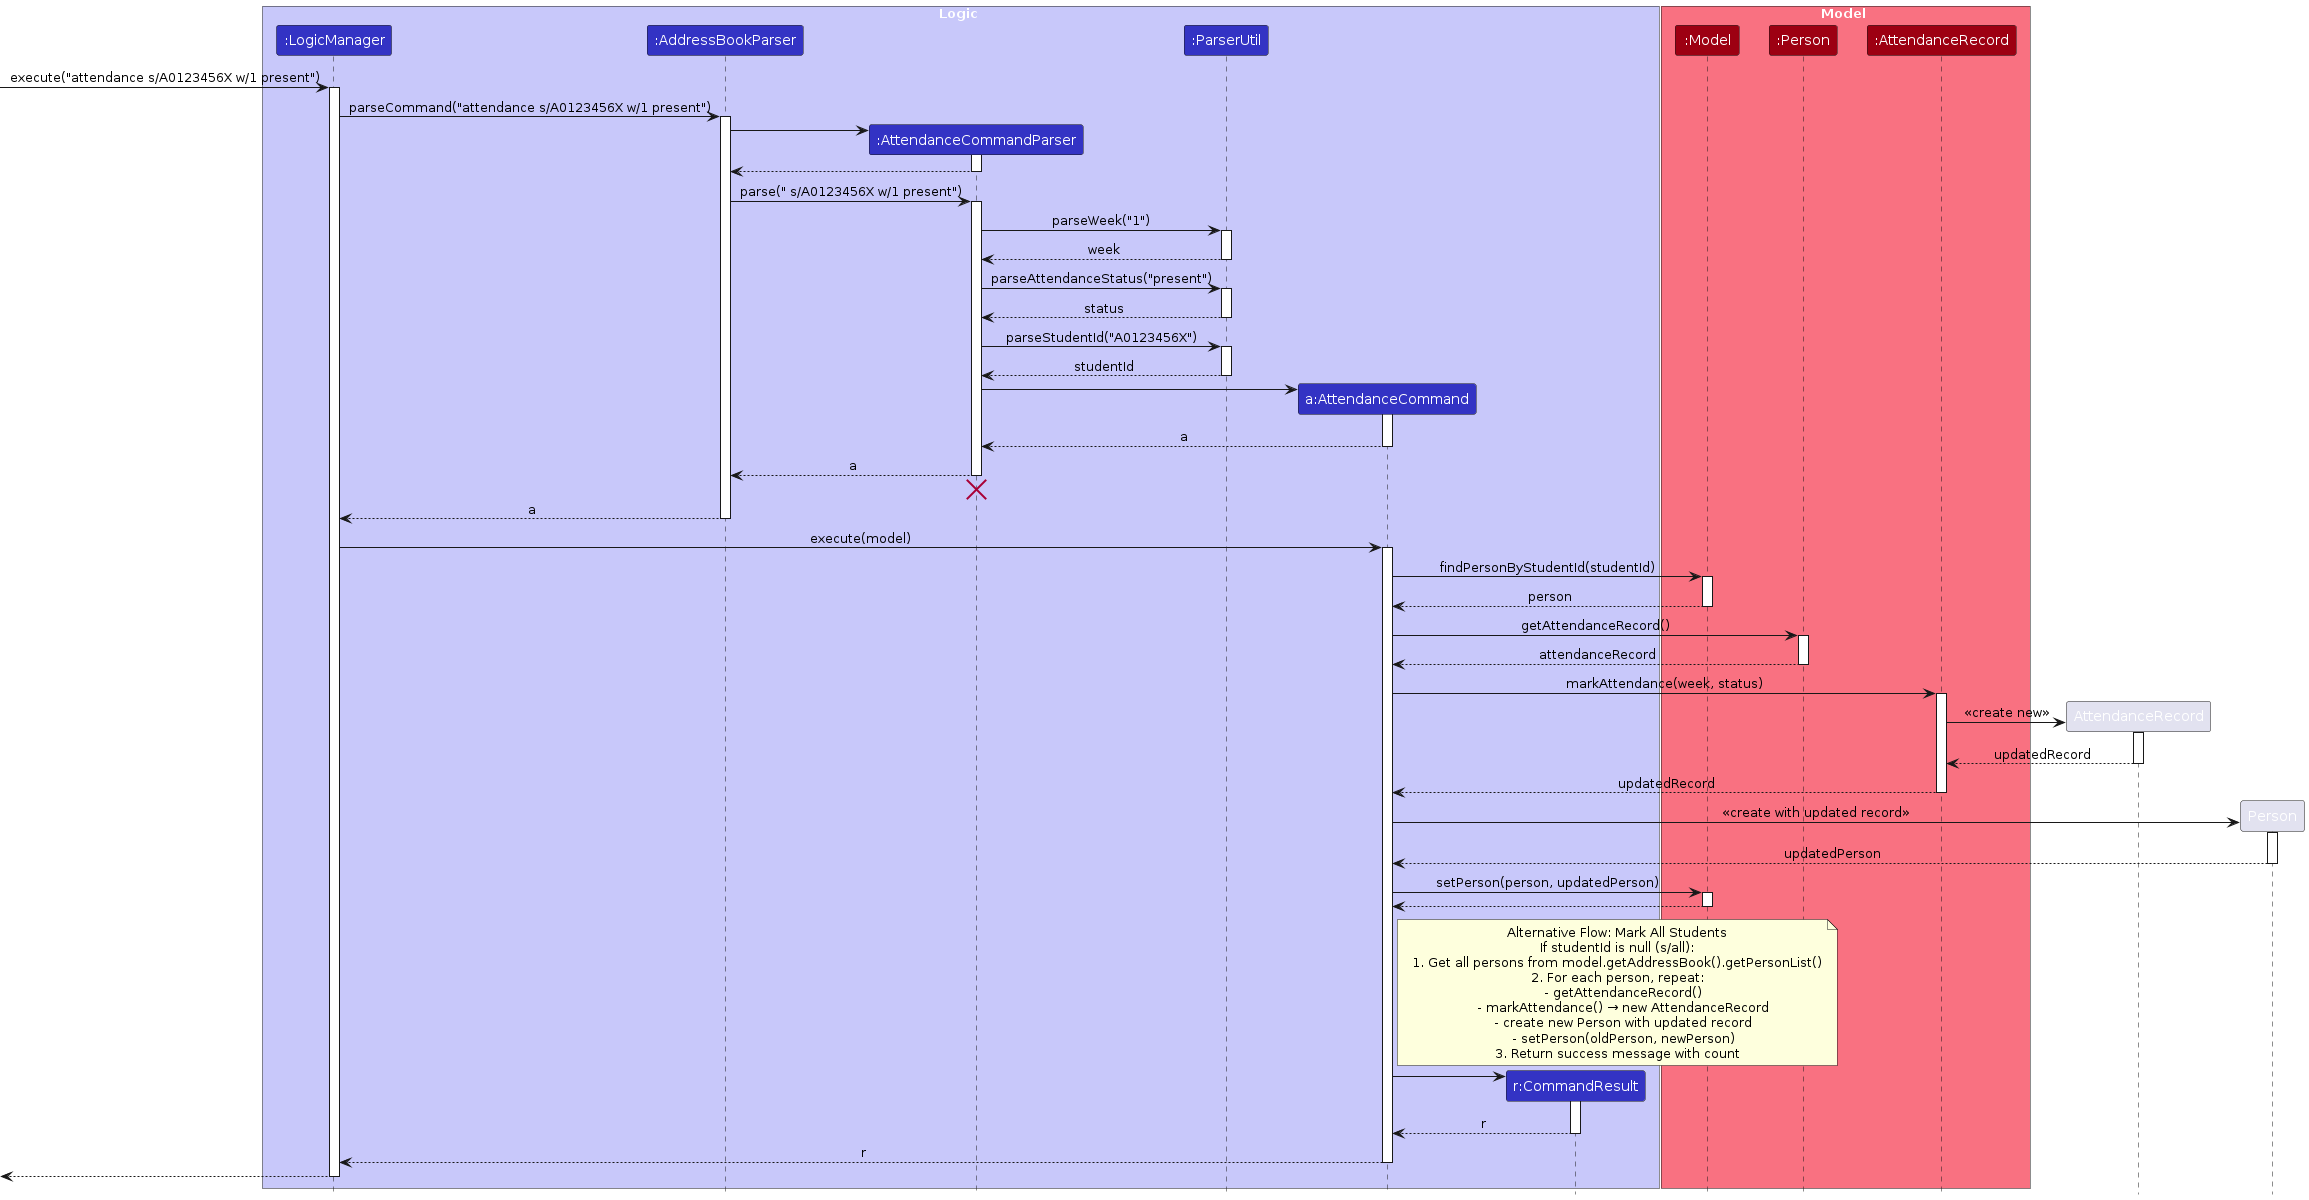 Logic
Model
:LogicManager
:AddressBookParser
:ParserUtil
:Model
:Person
:AttendanceRecord
execute("attendance s/A0123456X w/1 present")
parseCommand("attendance s/A0123456X w/1 present")
:AttendanceCommandParser
parse(" s/A0123456X w/1 present")
parseWeek("1")
week
parseAttendanceStatus("present")
status
parseStudentId("A0123456X")
studentId
a:AttendanceCommand
a
a
a
execute(model)
findPersonByStudentId(studentId)
person
getAttendanceRecord()
attendanceRecord
markAttendance(week, status)
«create new»
AttendanceRecord
updatedRecord
updatedRecord
«create with updated record»
Person
updatedPerson
setPerson(person, updatedPerson)
Alternative Flow: Mark All Students
If studentId is null (s/all):
1. Get all persons from model.getAddressBook().getPersonList()
2. For each person, repeat:
- getAttendanceRecord()
- markAttendance() → new AttendanceRecord
- create new Person with updated record
- setPerson(oldPerson, newPerson)
3. Return success message with count
r:CommandResult
r
r